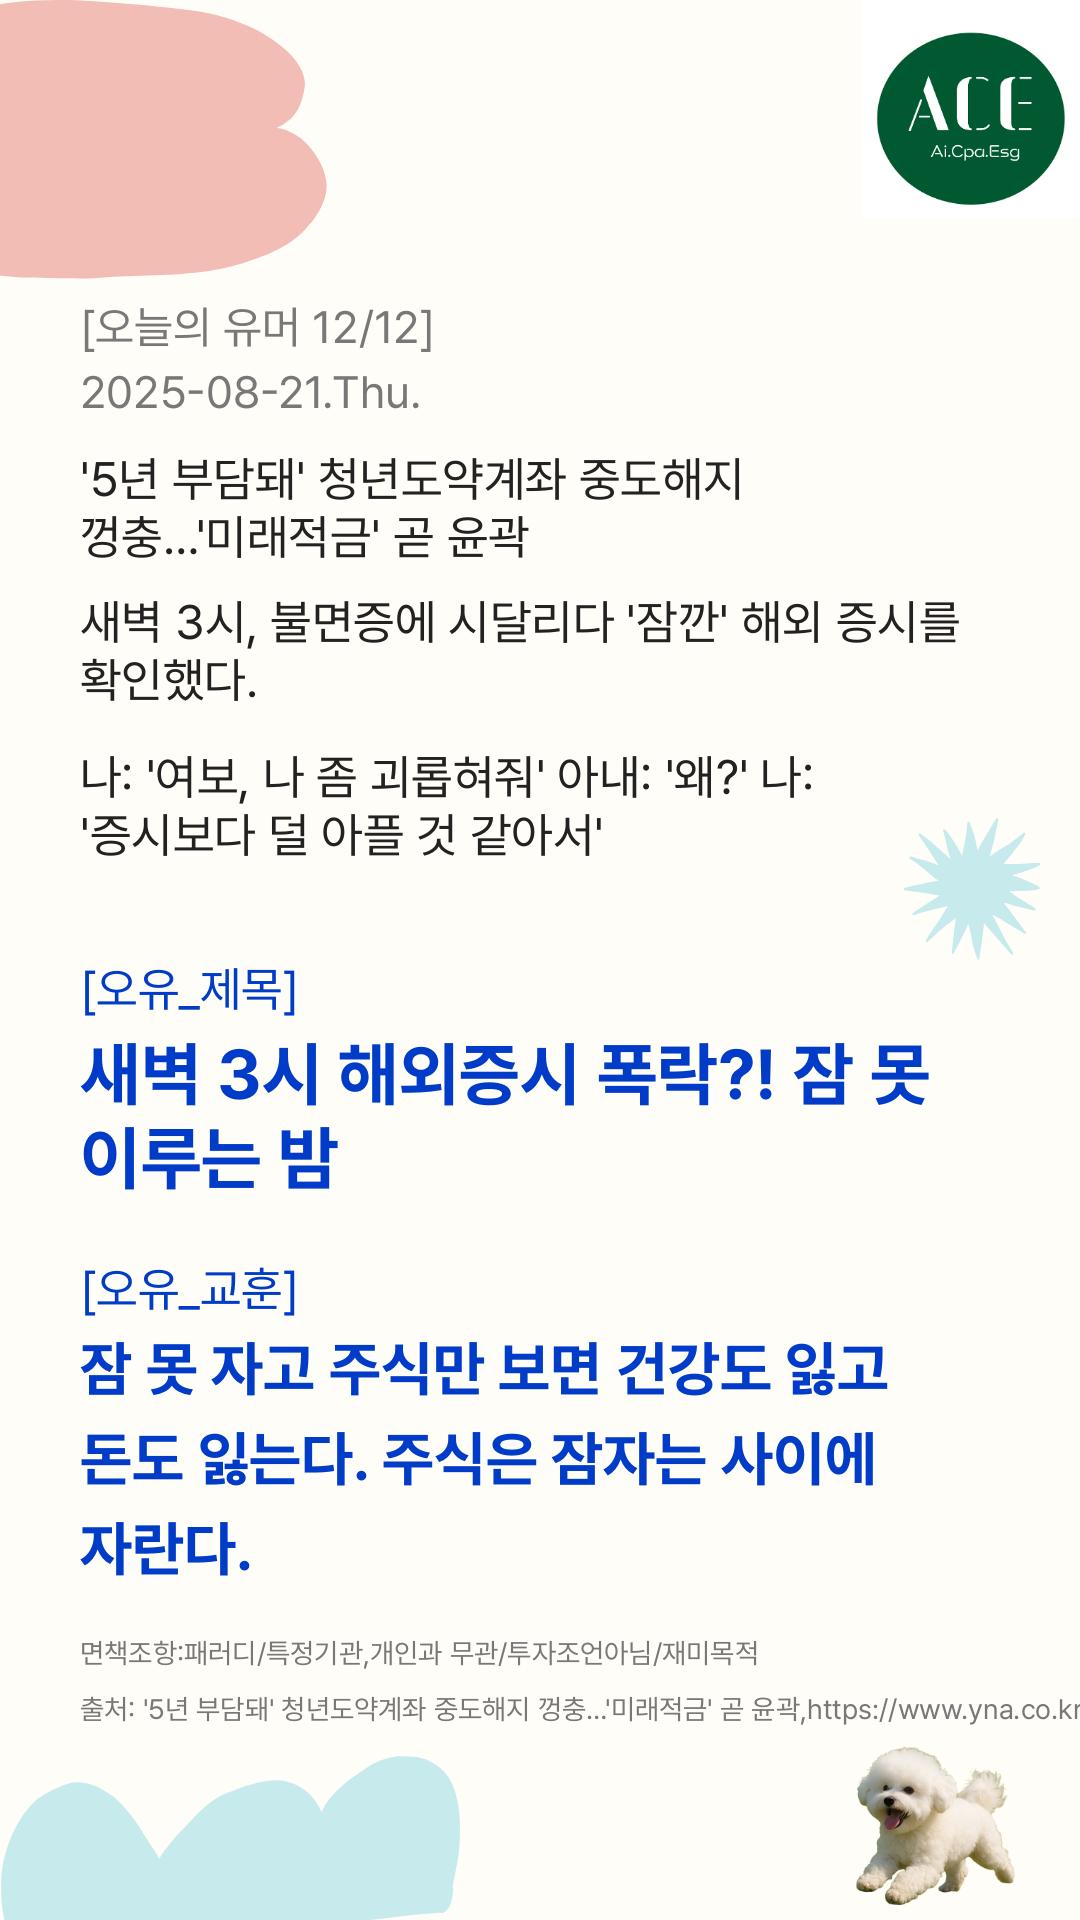 ACE
Ai.Cpa.Esg
[오늘의 유머 12/12]
2025-08-21.Thu.
'5년 부담돼' 청년도약계좌 중도해지
껑충...'미래적금' 곧 윤곽
새벽 3시, 불면증에 시달리다 '잠깐' 해외 증시를
확인했다.
나: '여보, 나 좀 괴롭혀줘' 아내: '왜?' 나:
'증시보다 덜 아플 것 같아서'
[오유_제목]
새벽 3시 해외증시 폭락?! 잠 못
이루는 밤
[오유_교훈]
잠 못 자고 주식만 보면 건강도 잃고
돈도 잃는다. 주식은 잠자는 사이에
자란다.
면책조항:패러디/특정기관,개인과 무관/투자조언아님/재미목적
출처: '5년 부담돼' 청년도약계좌 중도해지 껑충...'미래적금' 곧 윤곽,https://www.yna.co.kr